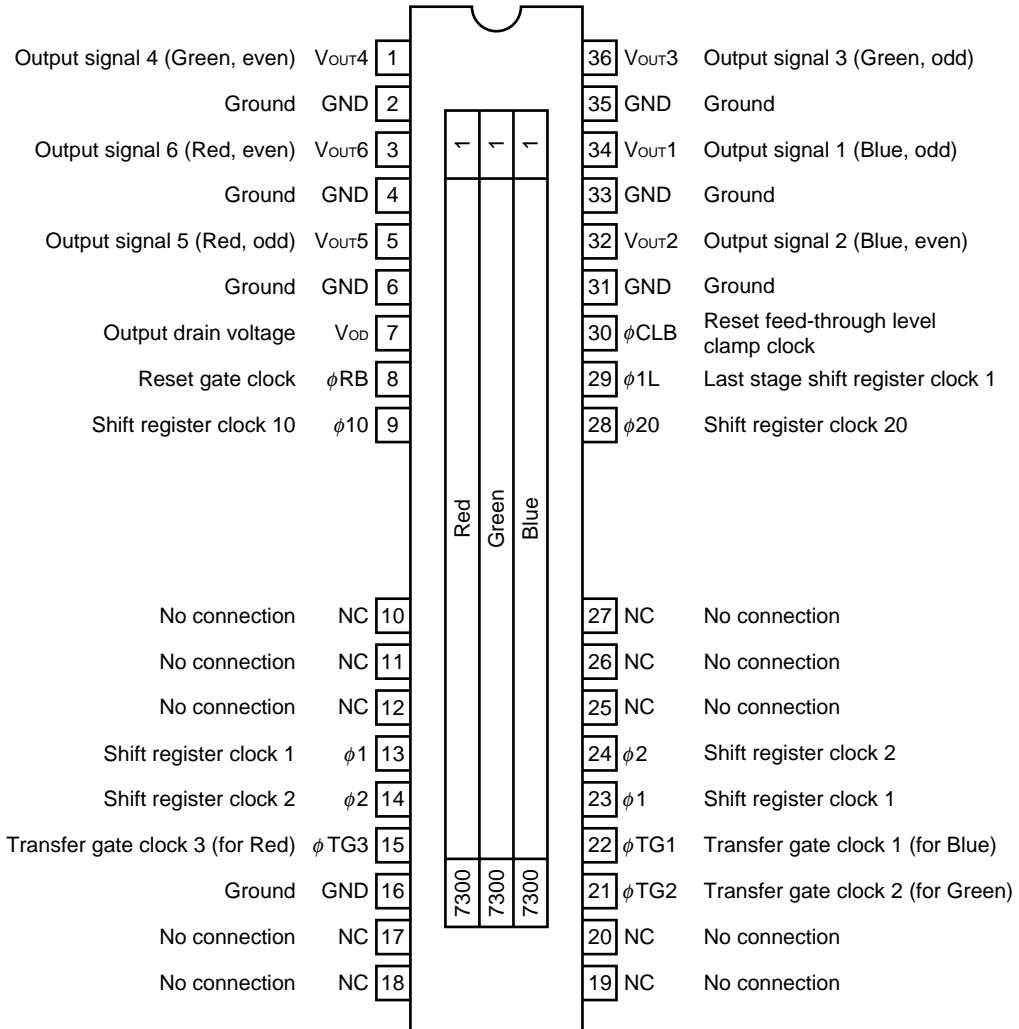 Output signal 4 (Green, even) VOUT4 1
36 VOUT3 Output signal 3 (Green, odd)
Ground GND 2
35 GND Ground
Output signal 6 (Red, even) VOUT6 3
34 VOUT1 Output signal 1 (Blue, odd)
Ground GND 4
33 GND Ground
Output signal 5 (Red, odd) VOUT5 5
32 VOUT2 Output signal 2 (Blue, even)
Ground GND 6
31 GND Ground
Output drain voltage VOD 7
30 ϕCLB Reset feed-through level
clamp clock
Reset gate clock ϕRB 8
29 ϕ1L Last stage shift register clock 1
Shift register clock 10 ϕ10 9
28 ϕ20 Shift register clock 20
1 1 1
Red Green Blue
No connection NC 10
27 NC No connection
No connection NC 11
26 NC No connection
No connection NC 12
25 NC No connection
Shift register clock 1 ϕ1 13
24 ϕ2 Shift register clock 2
Shift register clock 2 ϕ2 14
23 ϕ1 Shift register clock 1
Transfer gate clock 3 (for Red) ϕTG3 15
22 ϕTG1 Transfer gate clock 1 (for Blue)
Ground GND 16
7300 7300 7300
21 ϕTG2 Transfer gate clock 2 (for Green)
No connection NC 17
20 NC No connection
No connection NC 18
19 NC No connection